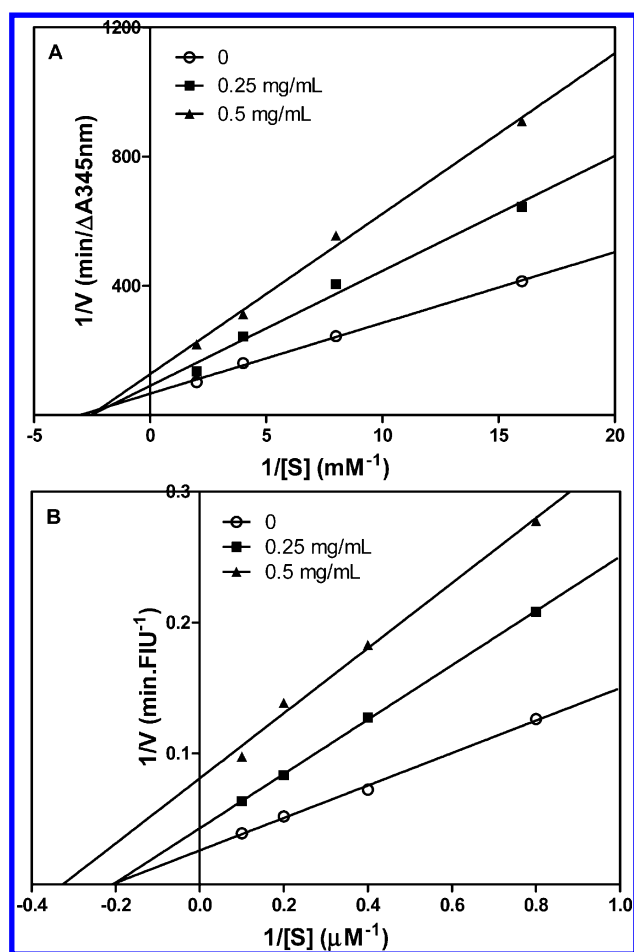 1200
A
0
0.25 mg/mL
0.5 mg/mL
800
400
1/V (min/ΔA345nm)
-5 0 5 10 15 20
1/[S] (mM⁻¹)
0.3
B
0
0.25 mg/mL
0.5 mg/mL
0.2
0.1
1/V (min.FIU⁻¹)
-0.4 -0.2 0.0 0.2 0.4 0.6 0.8 1.0
1/[S] (μM⁻¹)